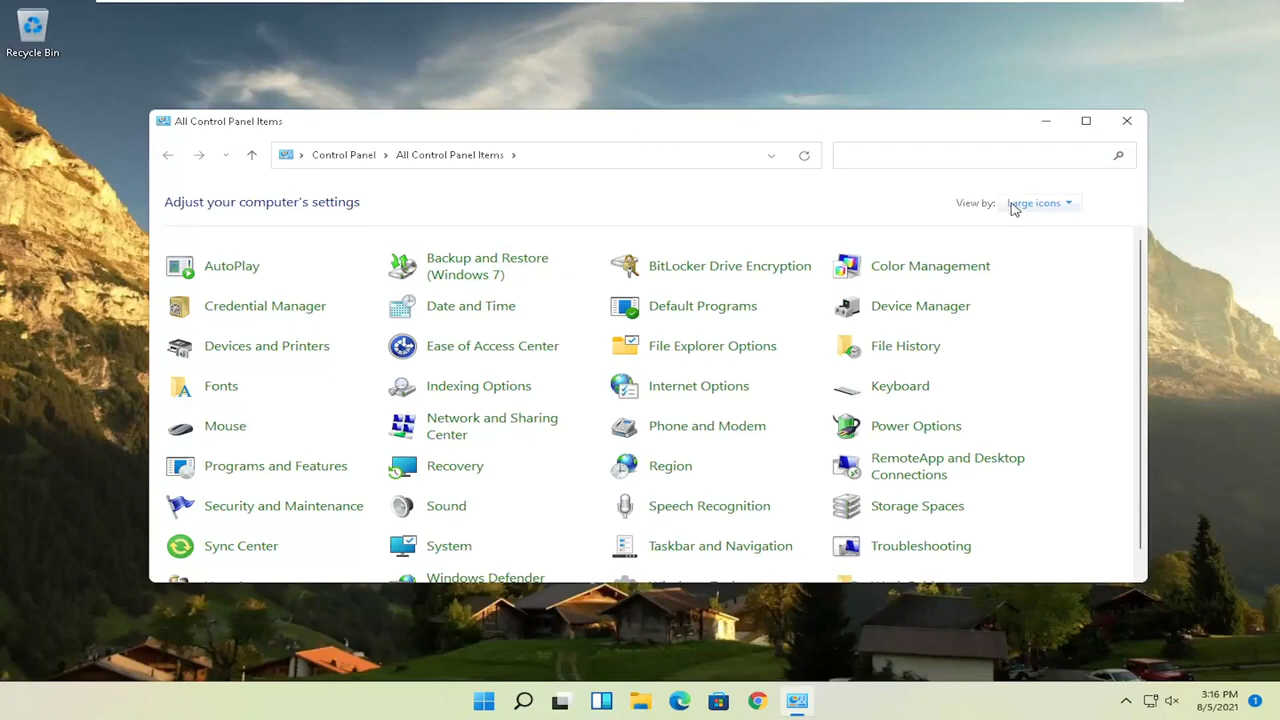 Recycle Bin
All Control Panel Items
Control Panel > All Control Panel Items >
Adjust your computer's settings
View by: Large icons
AutoPlay
Backup and Restore
(Windows 7)
BitLocker Drive Encryption
Color Management
Credential Manager
Date and Time
Default Programs
Device Manager
Devices and Printers
Ease of Access Center
File Explorer Options
File History
Fonts
Indexing Options
Internet Options
Keyboard
Mouse
Network and Sharing
Center
Phone and Modem
Power Options
Programs and Features
Recovery
Region
RemoteApp and Desktop
Connections
Security and Maintenance
Sound
Speech Recognition
Storage Spaces
Sync Center
System
Taskbar and Navigation
Troubleshooting
Windows Defender
3:16 PM
8/5/2021
1